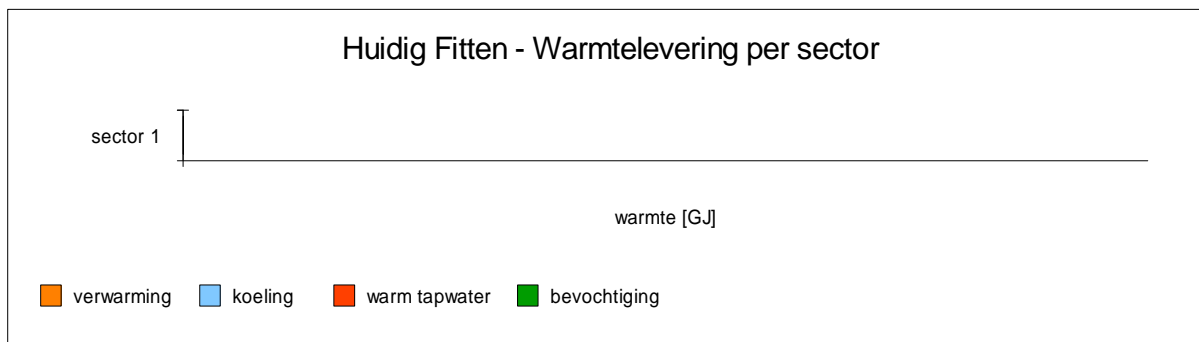 Huidig Fitten - Warmtelevering per sector
sector 1
warmte [GJ]
verwarming koeling warm tapwater bevochtiging